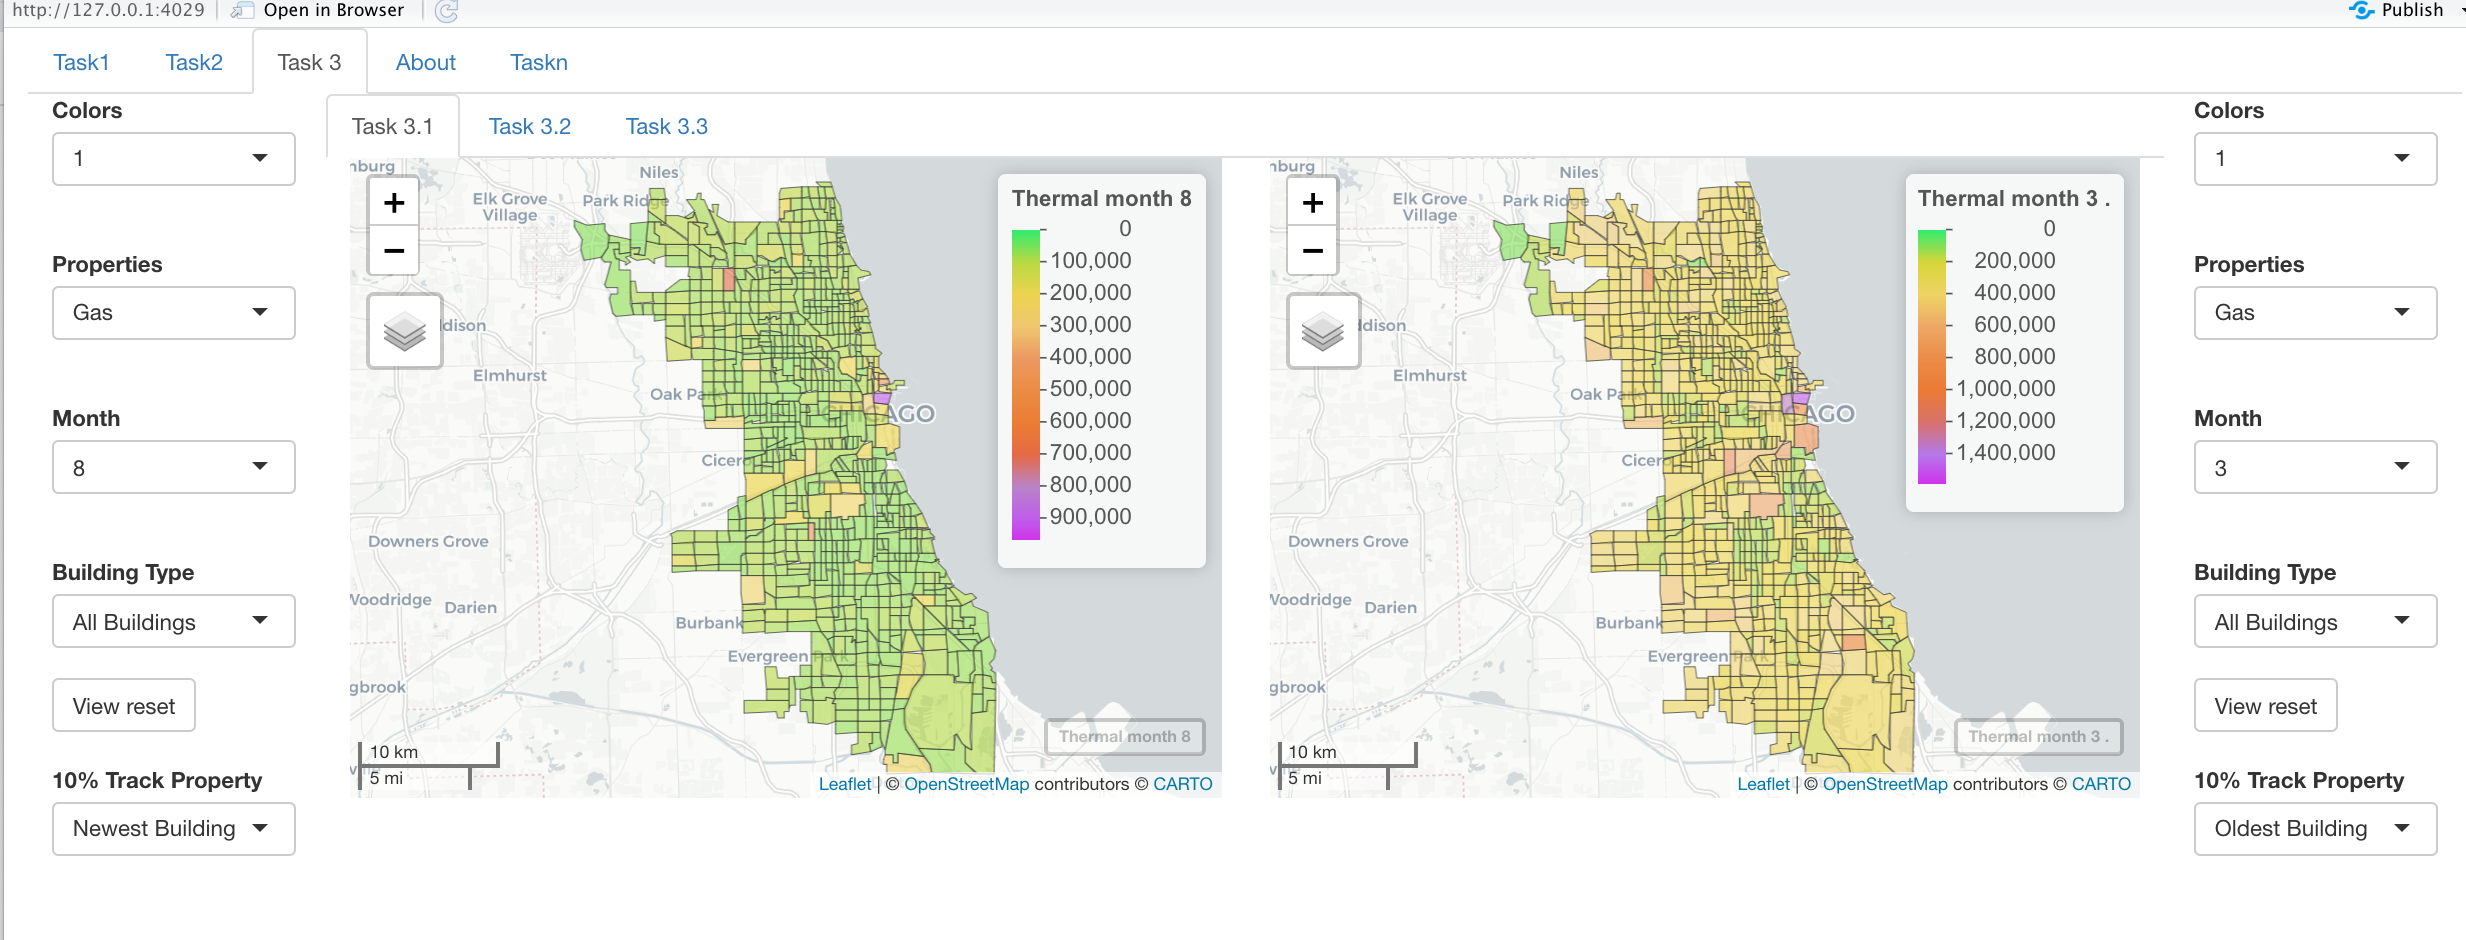 http://127.0.0.1:4029
Open in Browser
Publish
Task1
Task2
Task 3
About
Taskn
Colors
1
Properties
Gas
Month
8
Building Type
All Buildings
View reset
10% Track Property
Newest Building
Task 3.1
Task 3.2
Task 3.3
+
−
nburg
Niles
Elk Grove
Village
Park Ridge
ddison
Elmhurst
Oak Park
CHICAGO
Cicero
Downers Grove
Woodridge
Darien
Burbank
Evergreen Park
gbrook
10 km
5 mi
Thermal month 8
0
100,000
200,000
300,000
400,000
500,000
600,000
700,000
800,000
900,000
Thermal month 8
Leaflet | © OpenStreetMap contributors © CARTO
+
−
nburg
Niles
Elk Grove
Village
Park Ridge
ddison
Elmhurst
Oak Park
CHICAGO
Cicero
Downers Grove
Woodridge
Darien
Burbank
Evergreen Park
gbrook
10 km
5 mi
Thermal month 3 .
0
200,000
400,000
600,000
800,000
1,000,000
1,200,000
1,400,000
Thermal month 3 .
Leaflet | © OpenStreetMap contributors © CARTO
Colors
1
Properties
Gas
Month
3
Building Type
All Buildings
View reset
10% Track Property
Oldest Building